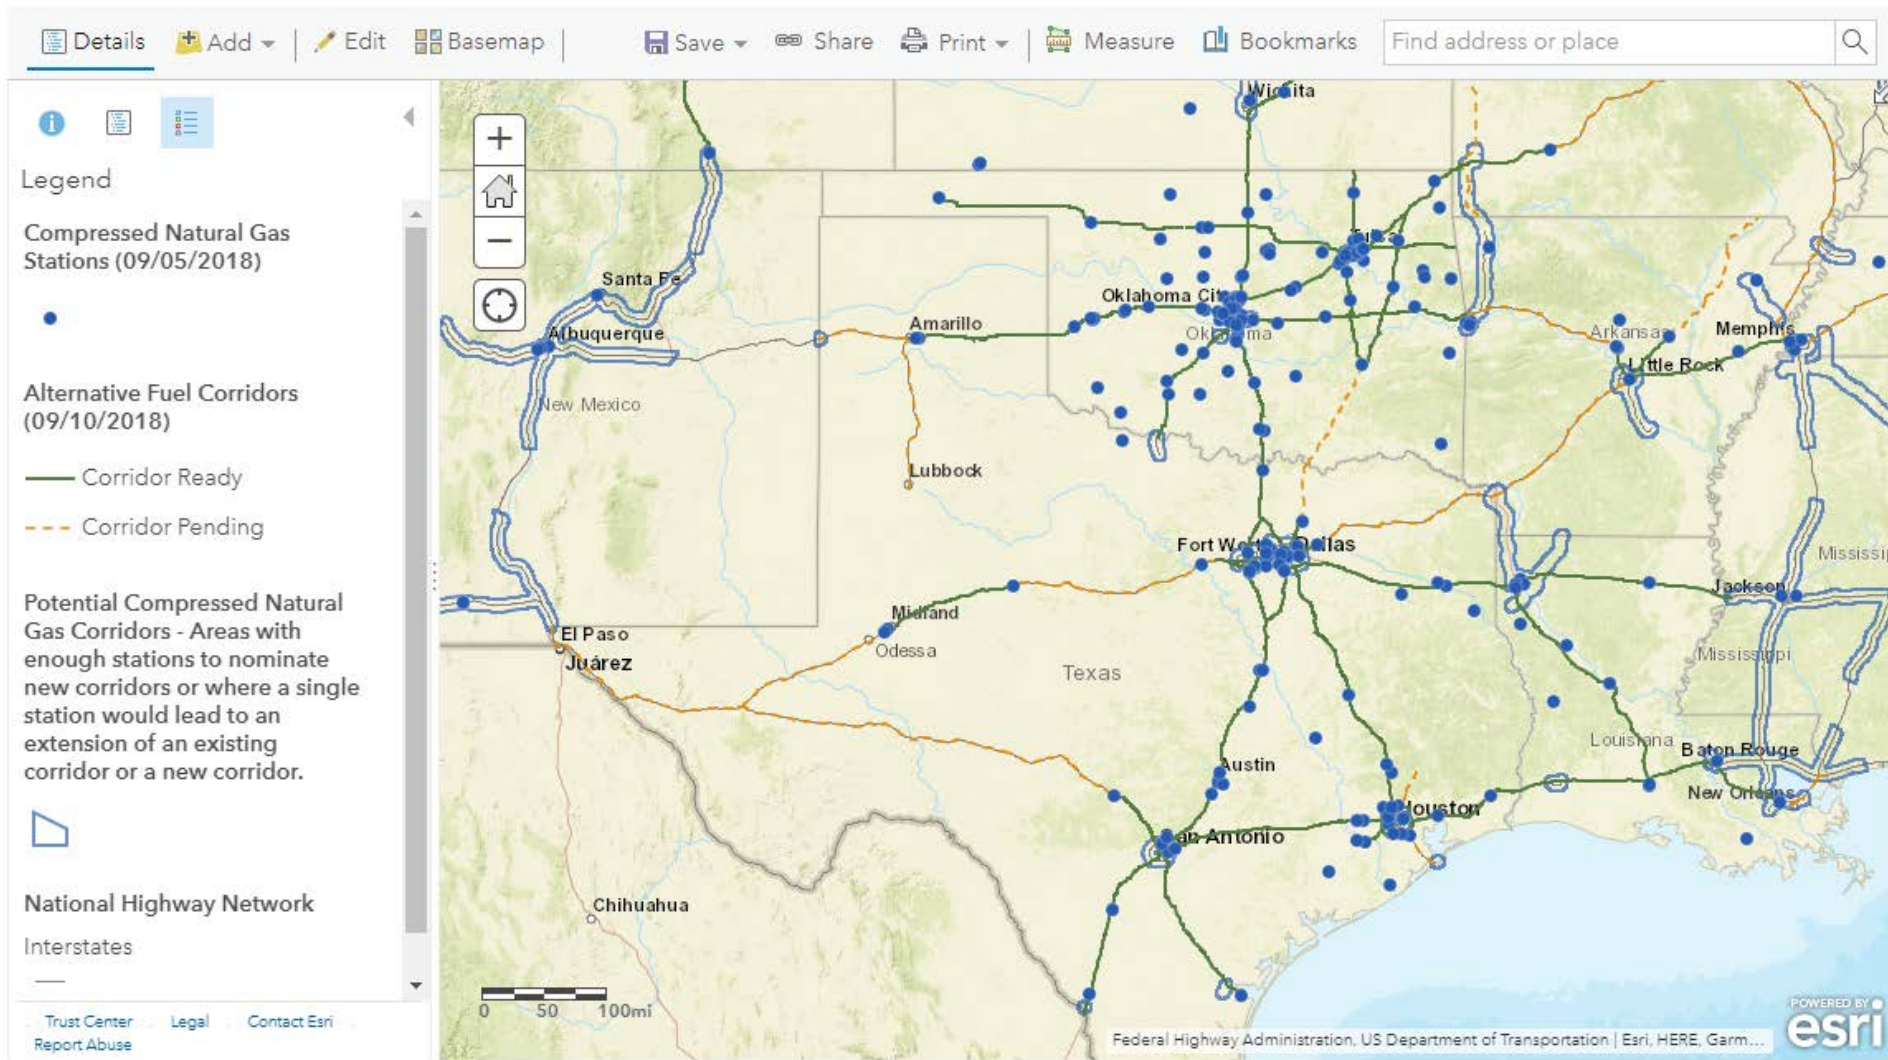 Details
Add
Edit
Basemap
Save
Share
Print
Measure
Bookmarks
Find address or place
Legend
Compressed Natural Gas
Stations (09/05/2018)
Alternative Fuel Corridors
(09/10/2018)
Corridor Ready
Corridor Pending
Potential Compressed Natural
Gas Corridors - Areas with
enough stations to nominate
new corridors or where a single
station would lead to an
extension of an existing
corridor or a new corridor.
National Highway Network
Interstates
Trust Center
Legal
Contact Esri
Report Abuse
Wichita
Santa Fe
Tulsa
Oklahoma City
Albuquerque
Amarillo
Oklahoma
Arkansas
Memphis
Little Rock
New Mexico
Lubbock
Fort Worth
Dallas
Mississi
Jackson
Midland
El Paso
Odessa
Juárez
Texas
Mississippi
Louisiana
Baton Rouge
Austin
New Orleans
Houston
San Antonio
Chihuahua
0 50 100mi
Federal Highway Administration, US Department of Transportation | Esri, HERE, Garm...
POWERED BY
esri